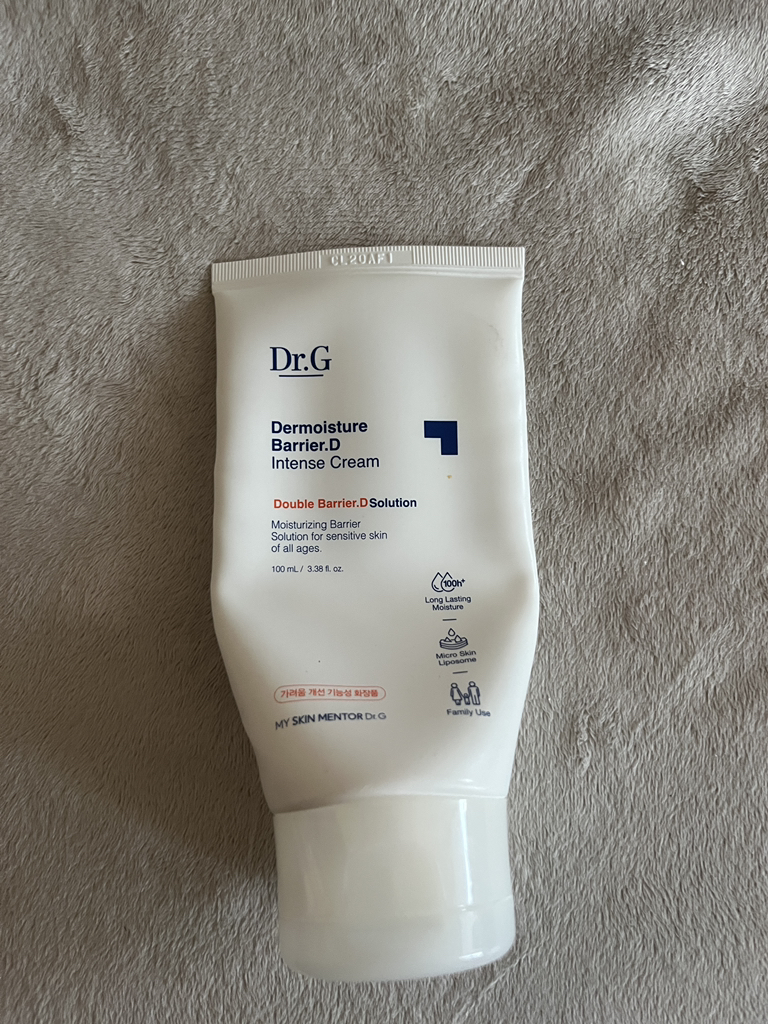 CL20AF1
Dr.G
Dermoisture
Barrier.D
Intense Cream
Double Barrier.D Solution
Moisturizing Barrier
Solution for sensitive skin
of all ages.
100 mL / 3.38 fl. oz.
100h+
Long Lasting
Moisture
Micro Skin
Liposome
Family Use
가려움 개선 기능성 화장품
MY SKIN MENTOR Dr.G